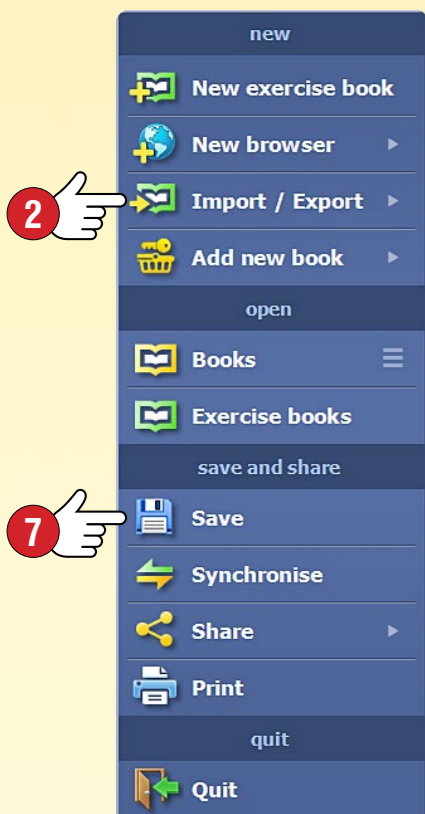 new
New exercise book
New browser
2
Import / Export
Add new book
open
Books
Exercise books
save and share
7
Save
Synchronise
Share
Print
quit
Quit